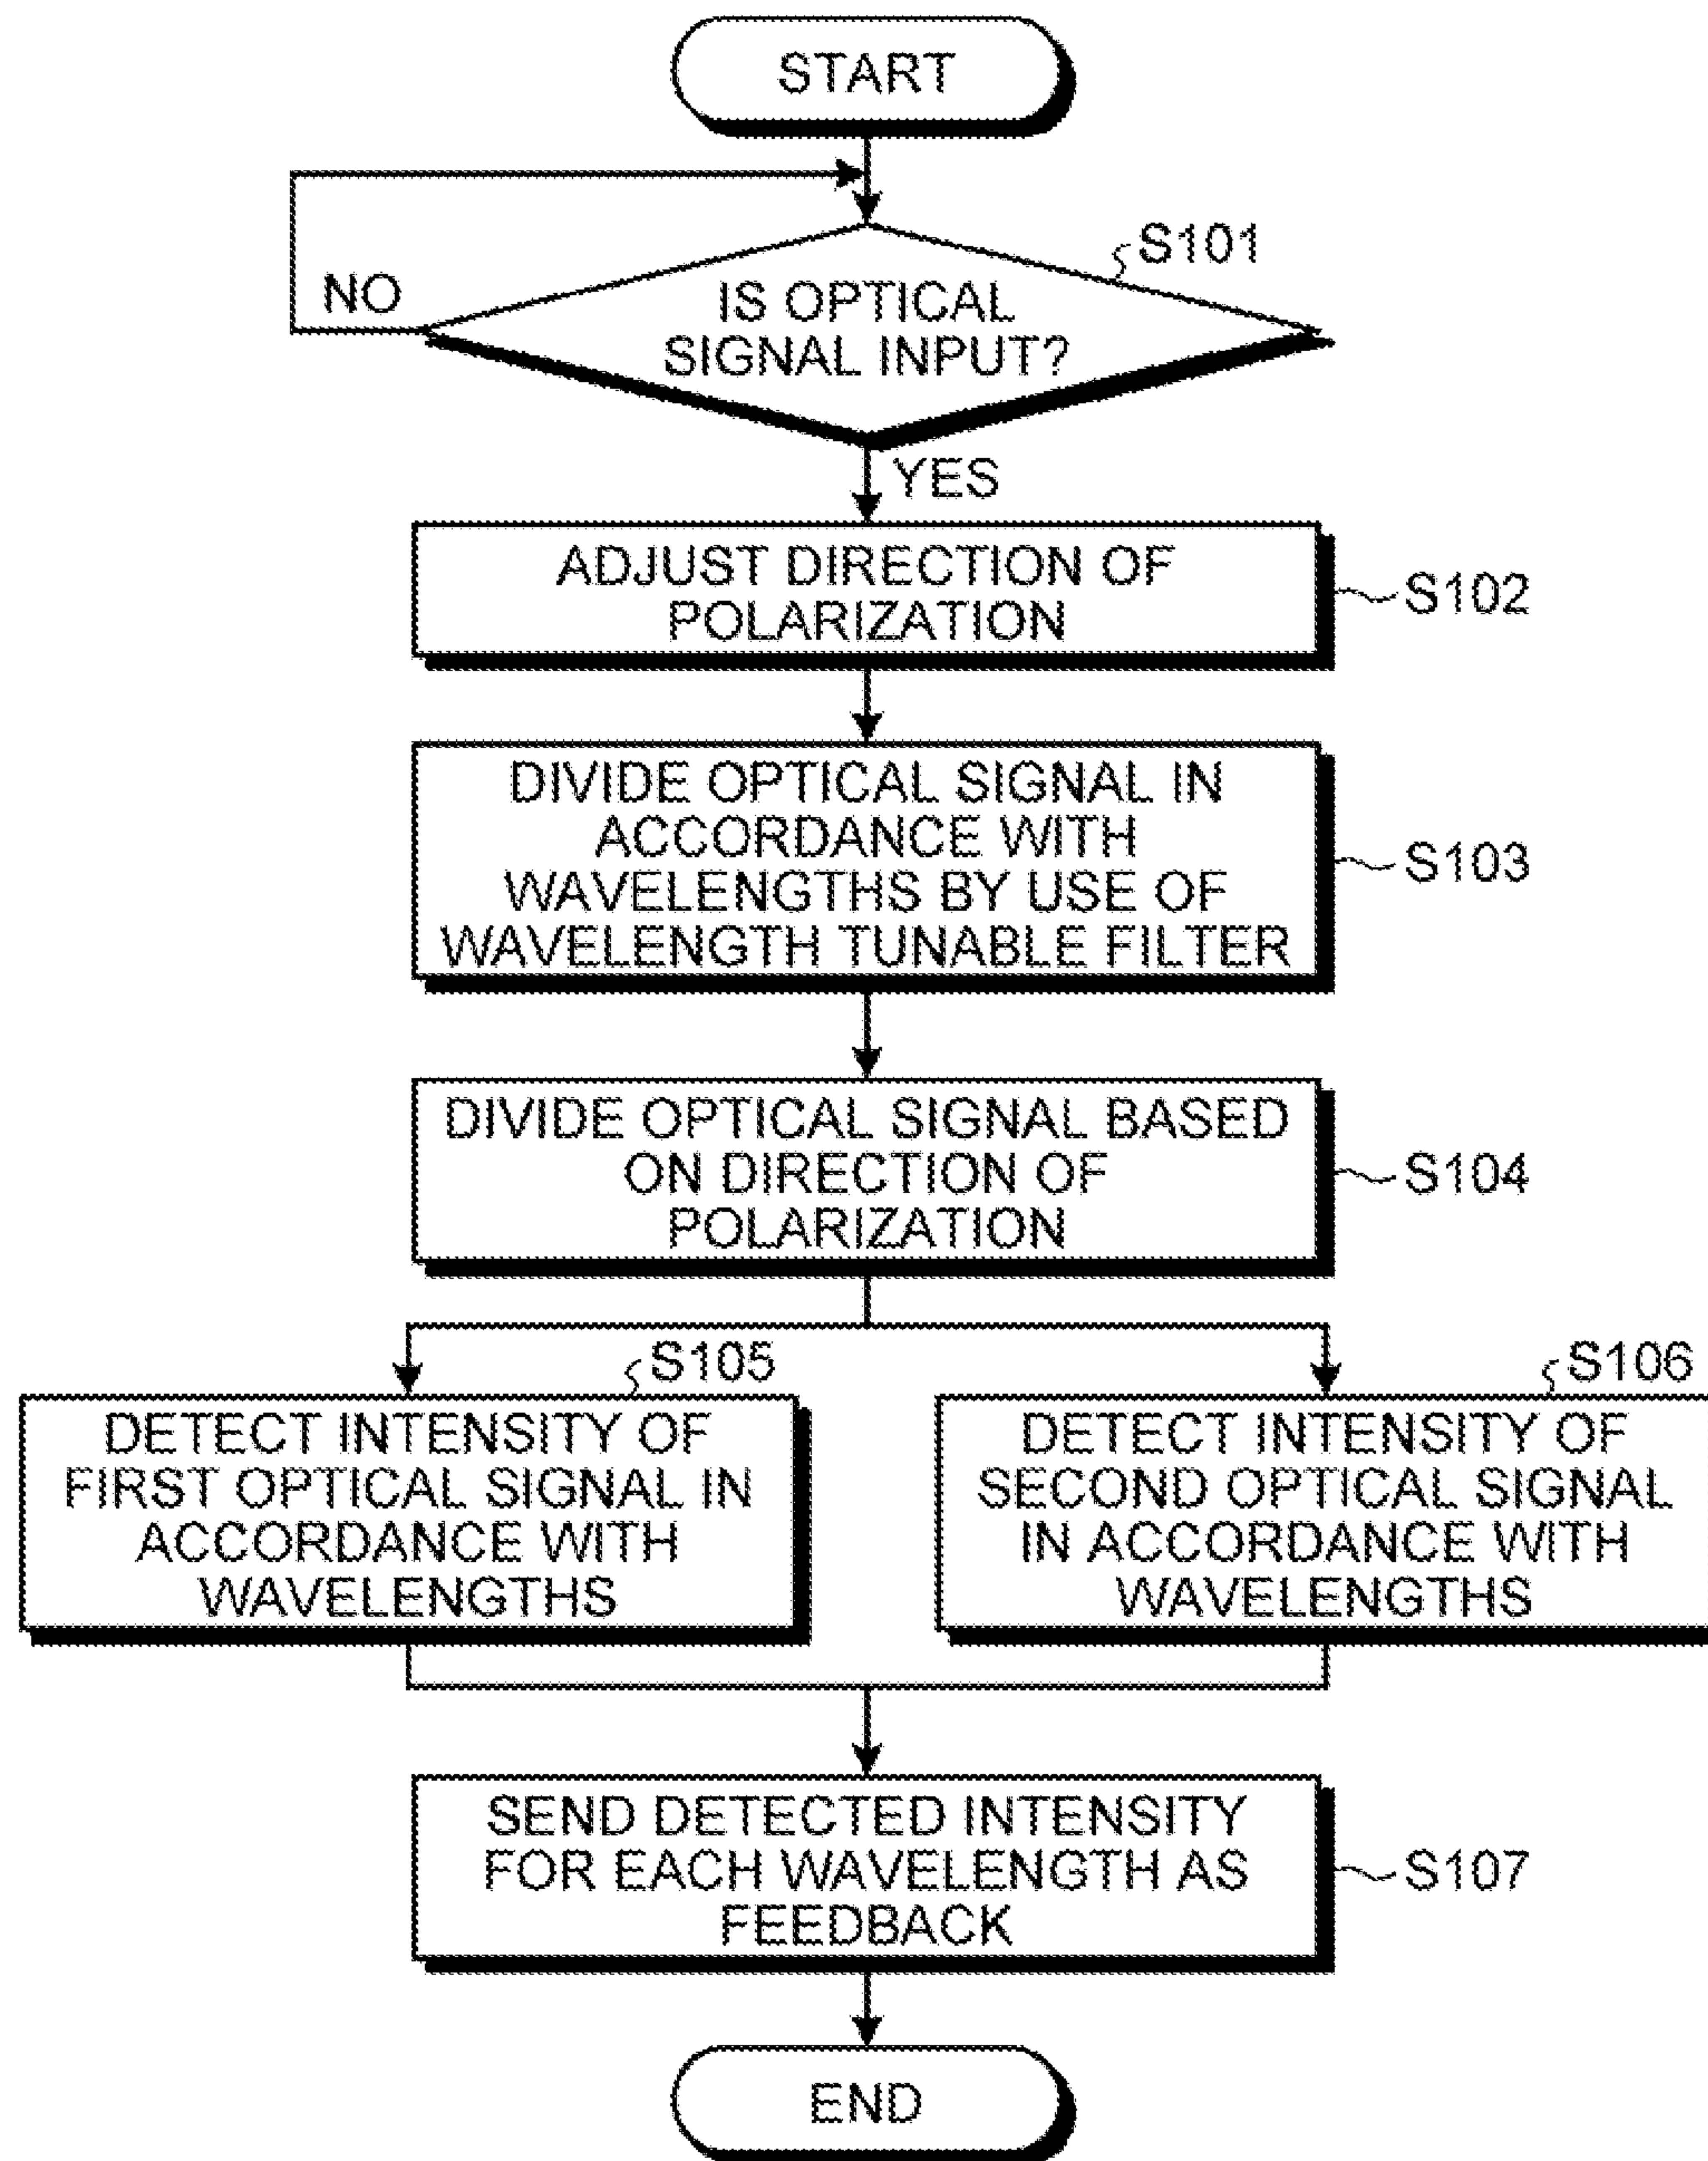 START
S101
NO
IS OPTICAL
SIGNAL INPUT?
YES
ADJUST DIRECTION OF
POLARIZATION
S102
DIVIDE OPTICAL SIGNAL IN
ACCORDANCE WITH
WAVELENGTHS BY USE OF
WAVELENGTH TUNABLE FILTER
S103
DIVIDE OPTICAL SIGNAL BASED
ON DIRECTION OF
POLARIZATION
S104
S105
DETECT INTENSITY OF
FIRST OPTICAL SIGNAL IN
ACCORDANCE WITH
WAVELENGTHS
S106
DETECT INTENSITY OF
SECOND OPTICAL SIGNAL
IN ACCORDANCE WITH
WAVELENGTHS
SEND DETECTED INTENSITY
FOR EACH WAVELENGTH AS
FEEDBACK
S107
END